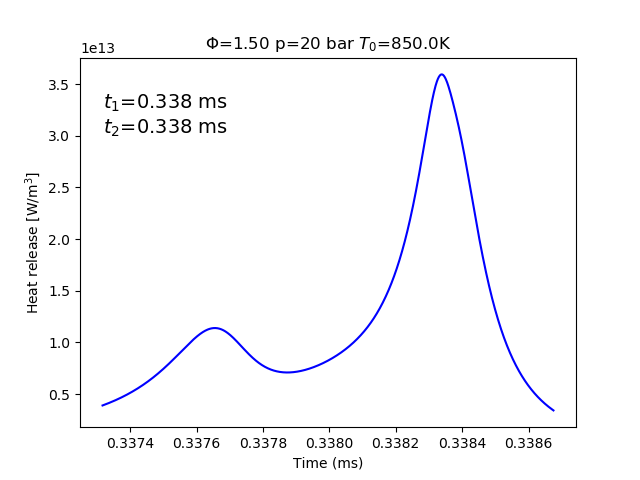 Φ=1.50 p=20 bar T₀=850.0K
1e13
t₁=0.338 ms
t₂=0.338 ms
3.5
3.0
2.5
2.0
1.5
1.0
0.5
Heat release [W/m³]
0.3374 0.3376 0.3378 0.3380 0.3382 0.3384 0.3386
Time (ms)